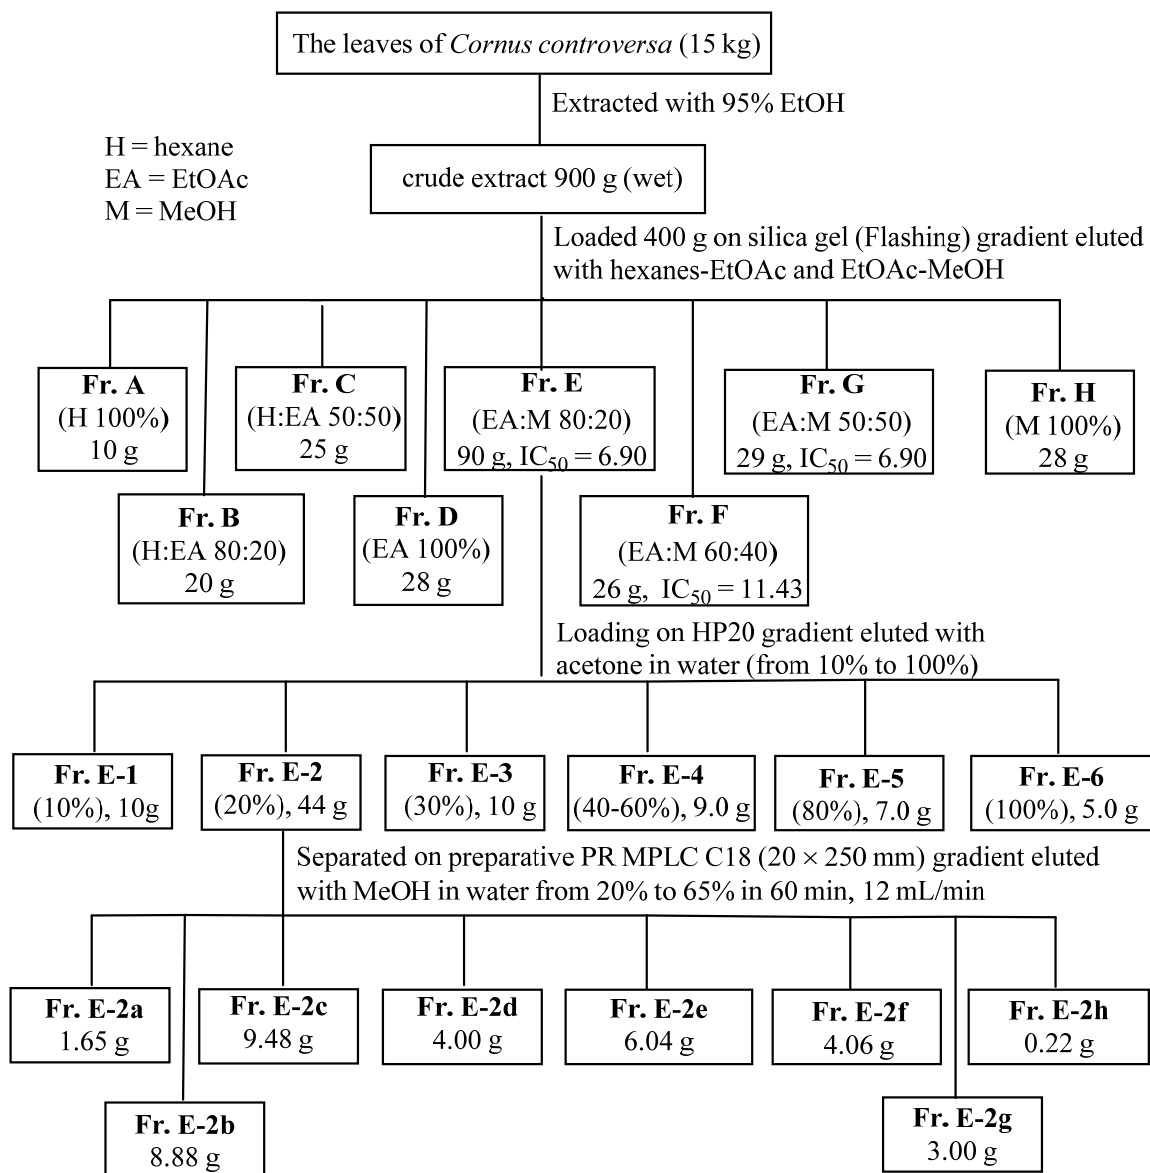 The leaves of Cornus controversa (15 kg)
Extracted with 95% EtOH
H = hexane
EA = EtOAc
M = MeOH
crude extract 900 g (wet)
Loaded 400 g on silica gel (Flashing) gradient eluted
with hexanes-EtOAc and EtOAc-MeOH
Fr. A
(H 100%)
10 g
Fr. C
(H:EA 50:50)
25 g
Fr. E
(EA:M 80:20)
90 g, IC50 = 6.90
Fr. G
(EA:M 50:50)
29 g, IC50 = 6.90
Fr. H
(M 100%)
28 g
Fr. B
(H:EA 80:20)
20 g
Fr. D
(EA 100%)
28 g
Fr. F
(EA:M 60:40)
26 g, IC50 = 11.43
Loading on HP20 gradient eluted with
acetone in water (from 10% to 100%)
Fr. E-1
(10%), 10g
Fr. E-2
(20%), 44 g
Fr. E-3
(30%), 10 g
Fr. E-4
(40-60%), 9.0 g
Fr. E-5
(80%), 7.0 g
Fr. E-6
(100%), 5.0 g
Separated on preparative PR MPLC C18 (20 × 250 mm) gradient eluted
with MeOH in water from 20% to 65% in 60 min, 12 mL/min
Fr. E-2a
1.65 g
Fr. E-2c
9.48 g
Fr. E-2d
4.00 g
Fr. E-2e
6.04 g
Fr. E-2f
4.06 g
Fr. E-2h
0.22 g
Fr. E-2b
8.88 g
Fr. E-2g
3.00 g